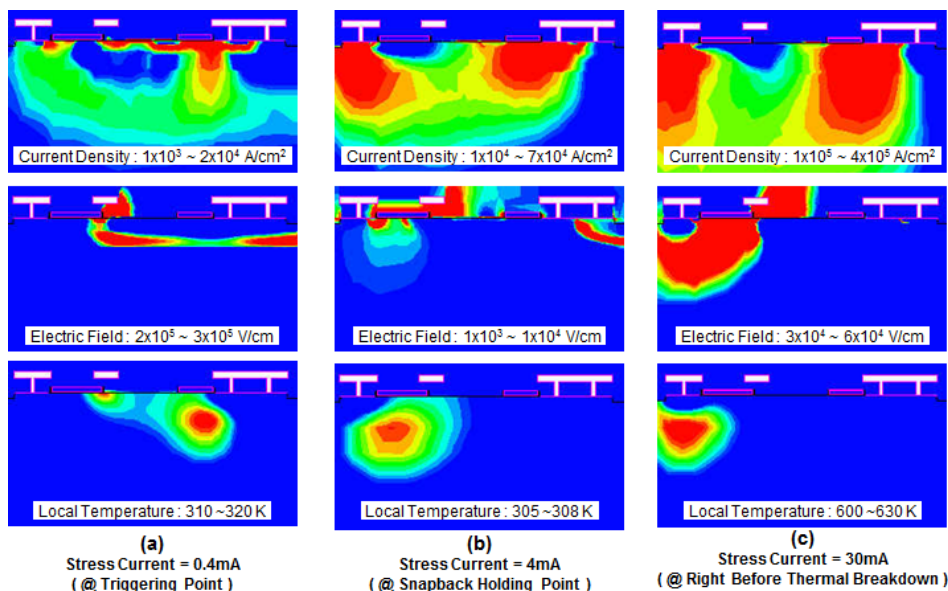 Current Density : 1x10³ ~ 2x10⁴ A/cm²
Current Density : 1x10⁴ ~ 7x10⁴ A/cm²
Current Density : 1x10⁵ ~ 4x10⁵ A/cm²
Electric Field : 2x10⁵ ~ 3x10⁵ V/cm
Electric Field : 1x10³ ~ 1x10⁴ V/cm
Electric Field : 3x10⁴ ~ 6x10⁴ V/cm
Local Temperature : 310 ~320 K
Local Temperature : 305 ~308 K
Local Temperature : 600 ~630 K
(a)
Stress Current = 0.4mA
( @ Triggering Point )
(b)
Stress Current = 4mA
( @ Snapback Holding Point )
(c)
Stress Current = 30mA
( @ Right Before Thermal Breakdown )